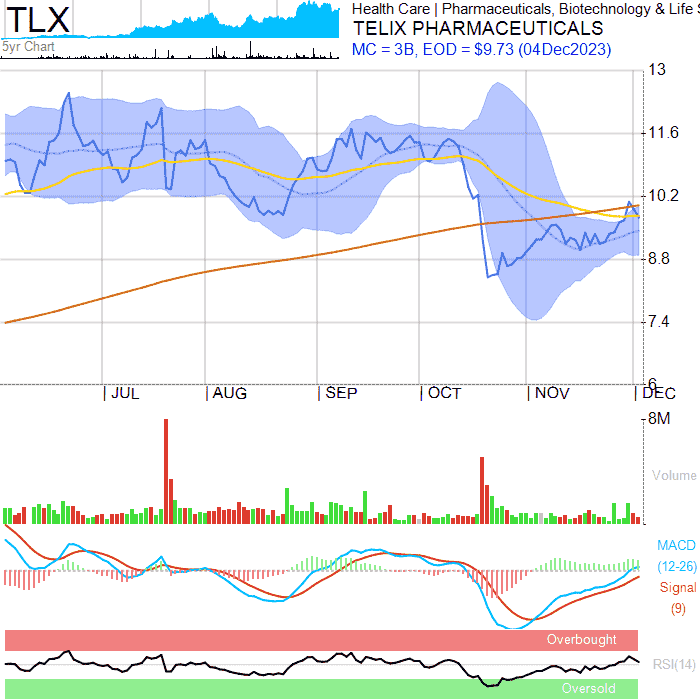 TLX
5yr Chart
Health Care | Pharmaceuticals, Biotechnology & Life S
TELIX PHARMACEUTICALS
MC = 3B, EOD = $9.73 (04Dec2023)
13
11.6
10.2
8.8
7.4
6
JUL AUG SEP OCT NOV DEC
8M
Volume
MACD
(12-26)
Signal
(9)
Overbought
RSI(14)
Oversold